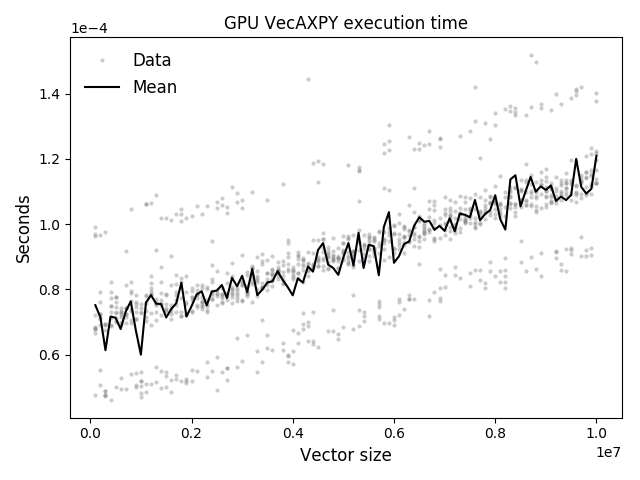 GPU VecAXPY execution time
1e−4
Data
Mean
1.4
1.2
1.0
0.8
0.6
Seconds
0.0 0.2 0.4 0.6 0.8 1.0
1e7
Vector size